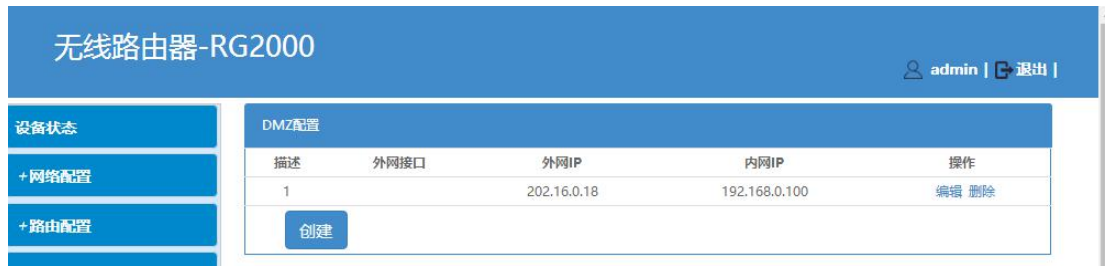 无线路由器-RG2000
admin | 退出 |
设备状态
+网络配置
+路由配置
DMZ配置
描述 外网接口 外网IP 内网IP 操作
1 202.16.0.18 192.168.0.100 编辑 删除
创建